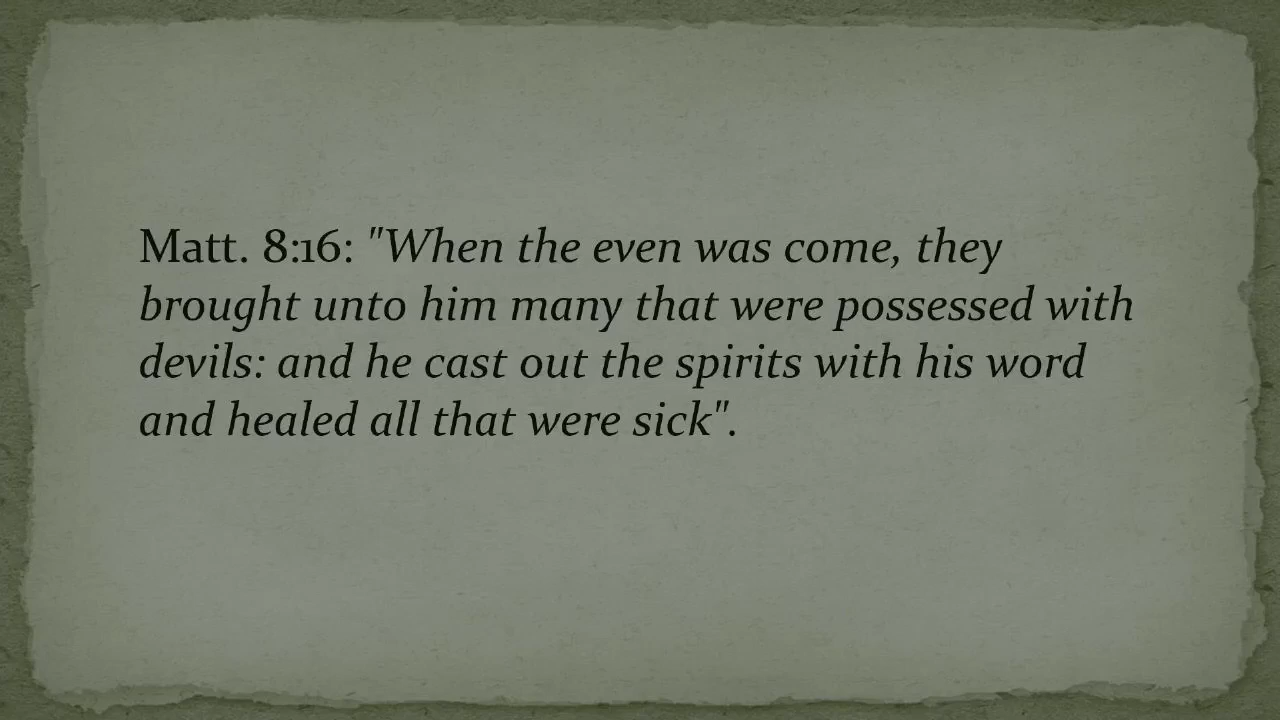 Matt. 8:16: "When the even was come, they
brought unto him many that were possessed with
devils: and he cast out the spirits with his word
and healed all that were sick".